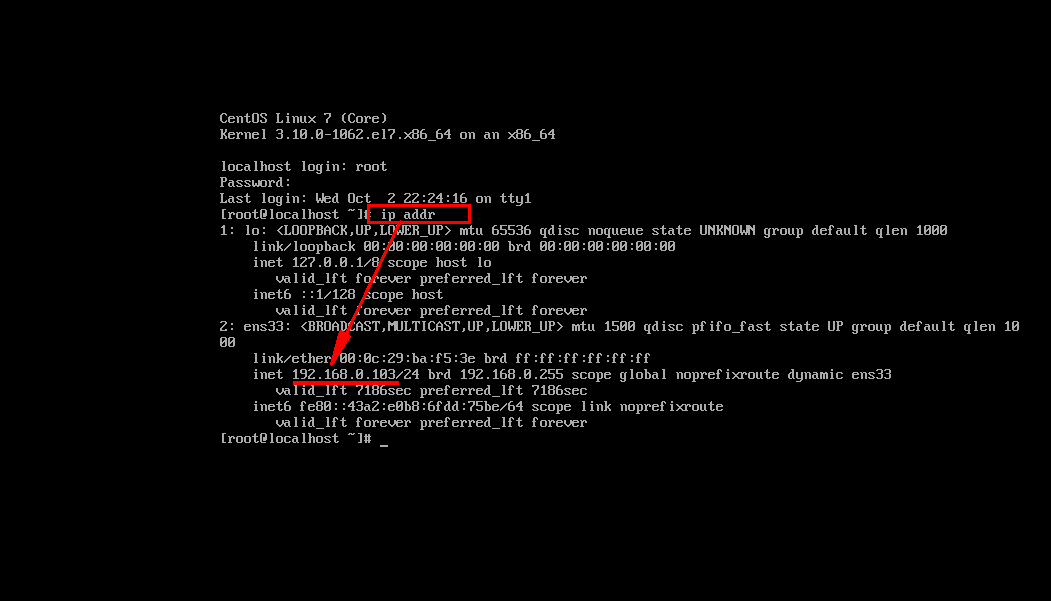 CentOS Linux 7 (Core)
Kernel 3.10.0-1062.el7.x86_64 on an x86_64
localhost login: root
Password:
Last login: Wed Oct  2 22:24:16 on tty1
[root@localhost ~]# ip addr
1: lo: <LOOPBACK,UP,LOWER_UP> mtu 65536 qdisc noqueue state UNKNOWN group default qlen 1000
    link/loopback 00:00:00:00:00:00 brd 00:00:00:00:00:00
    inet 127.0.0.1/8 scope host lo
       valid_lft forever preferred_lft forever
    inet6 ::1/128 scope host
       valid_lft forever preferred_lft forever
2: ens33: <BROADCAST,MULTICAST,UP,LOWER_UP> mtu 1500 qdisc pfifo_fast state UP group default qlen 10
00
    link/ether 00:0c:29:ba:f5:3e brd ff:ff:ff:ff:ff:ff
    inet 192.168.0.103/24 brd 192.168.0.255 scope global noprefixroute dynamic ens33
       valid_lft 7186sec preferred_lft 7186sec
    inet6 fe80::43a2:e0b8:6fdd:75be/64 scope link noprefixroute
       valid_lft forever preferred_lft forever
[root@localhost ~]# _